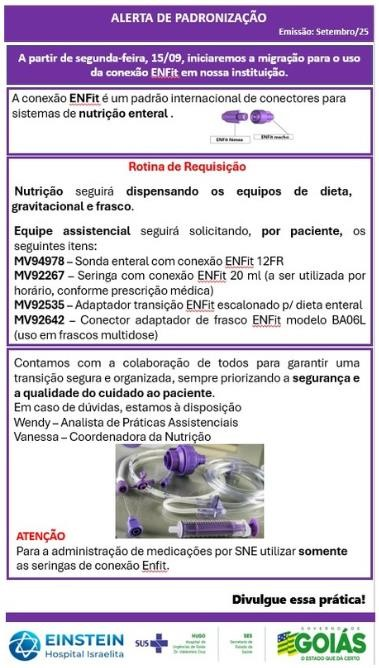 ALERTA DE PADRONIZAÇÃO
Emissão: Setembro/25
A partir de segunda-feira, 15/09, iniciaremos a migração para o uso
da conexão ENFit em nossa instituição.
A conexão ENFit é um padrão internacional de conectores para
sistemas de nutrição enteral .
ENFit fêmea
ENFit macho
Rotina de Requisição
Nutrição seguirá dispensando os equipos de dieta,
gravitacional e frasco.
Equipe assistencial seguirá solicitando, por paciente, os
seguintes itens:
MV94978 – Sonda enteral com conexão ENFit 12FR
MV92267 – Seringa com conexão ENFit 20 ml (a ser utilizada por
horário, conforme prescrição médica)
MV92535 – Adaptador transição ENFit escalonado p/ dieta enteral
MV92642 – Conector adaptador de frasco ENFit modelo BA06L
(uso em frascos multidose)
Contamos com a colaboração de todos para garantir uma
transição segura e organizada, sempre priorizando a segurança e
a qualidade do cuidado ao paciente.
Em caso de dúvidas, estamos à disposição
Wendy – Analista de Práticas Assistenciais
Vanessa – Coordenadora da Nutrição
ATENÇÃO
Para a administração de medicações por SNE utilizar somente
as seringas de conexão Enfit.
Divulgue essa prática!
EINSTEIN
Hospital Israelita
SUS
HUGO
Hospital de
Urgências de Goiás
Dr. Valdemiro Cruz
SES
Secretaria de
Estado da
Saúde
GOVERNO DE
GOIÁS
O ESTADO QUE DÁ CERTO